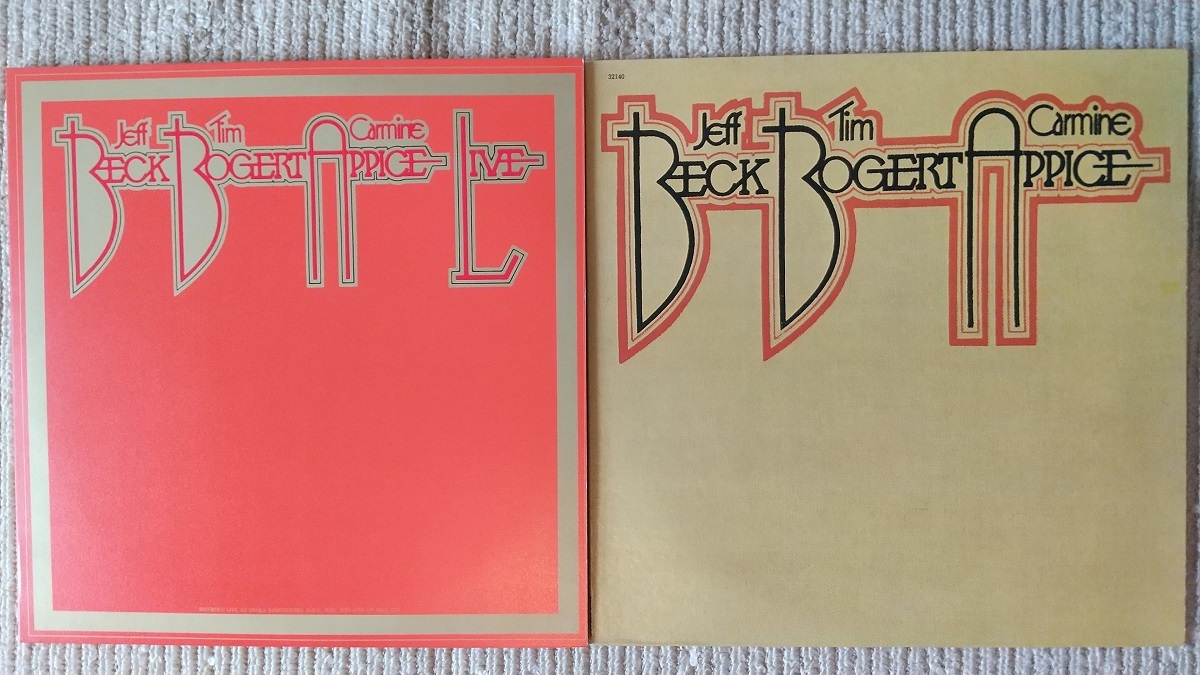 Jeff Tim Carmine
BECK BOGERT APPICE LIVE
32140
Jeff Tim Carmine
BECK BOGERT APPICE